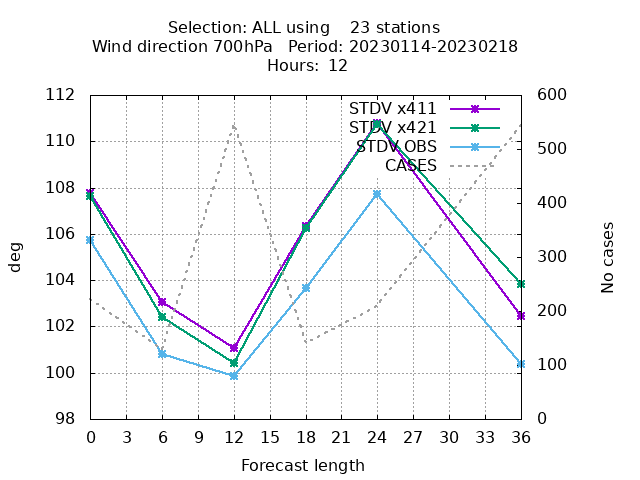 Selection: ALL using    23 stations
Wind direction 700hPa   Period: 20230114-20230218
Hours: 12
112
110
108
106
104
102
100
98
600
500
400
300
200
100
0
STDV x411
STDV x421
STDV OBS
CASES
deg
No cases
0 3 6 9 12 15 18 21 24 27 30 33 36
Forecast length